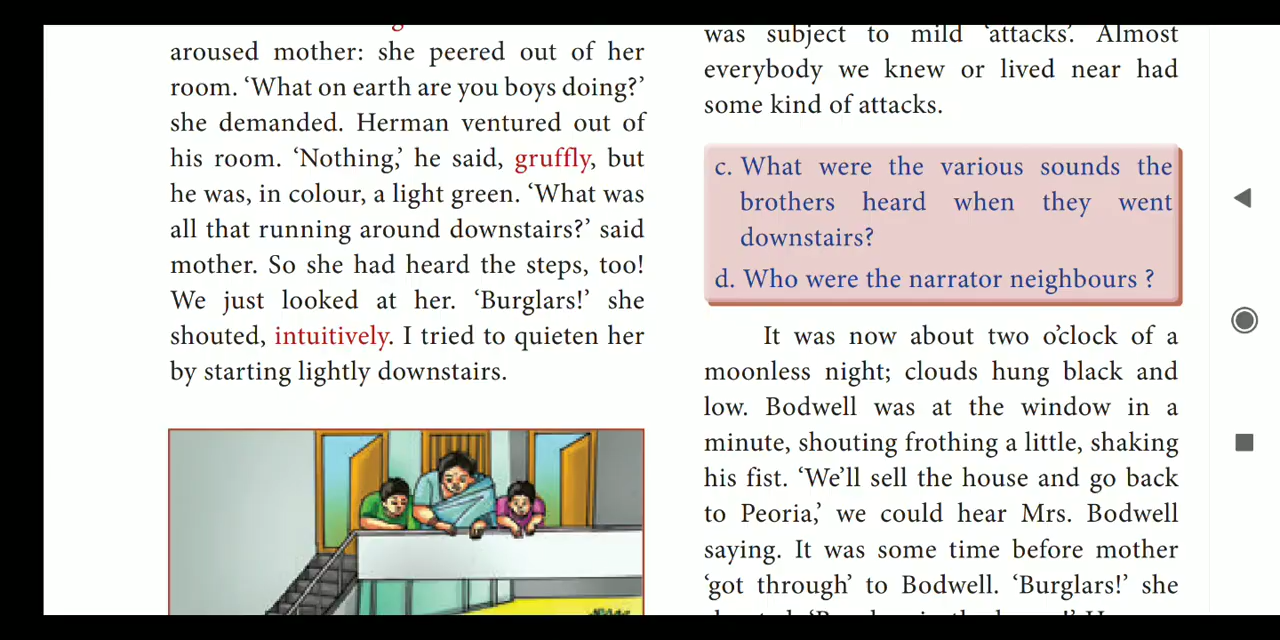 aroused mother: she peered out of her
room. ‘What on earth are you boys doing?’
she demanded. Herman ventured out of
his room. ‘Nothing,’ he said, gruffly, but
he was, in colour, a light green. ‘What was
all that running around downstairs?’ said
mother. So she had heard the steps, too!
We just looked at her. ‘Burglars!’ she
shouted, intuitively. I tried to quieten her
by starting lightly downstairs.
was subject to mild ‘attacks’. Almost
everybody we knew or lived near had
some kind of attacks.
c. What were the various sounds the
brothers heard when they went
downstairs?
d. Who were the narrator neighbours ?
It was now about two o’clock of a
moonless night; clouds hung black and
low. Bodwell was at the window in a
minute, shouting frothing a little, shaking
his fist. ‘We’ll sell the house and go back
to Peoria,’ we could hear Mrs. Bodwell
saying. It was some time before mother
‘got through’ to Bodwell. ‘Burglars!’ she